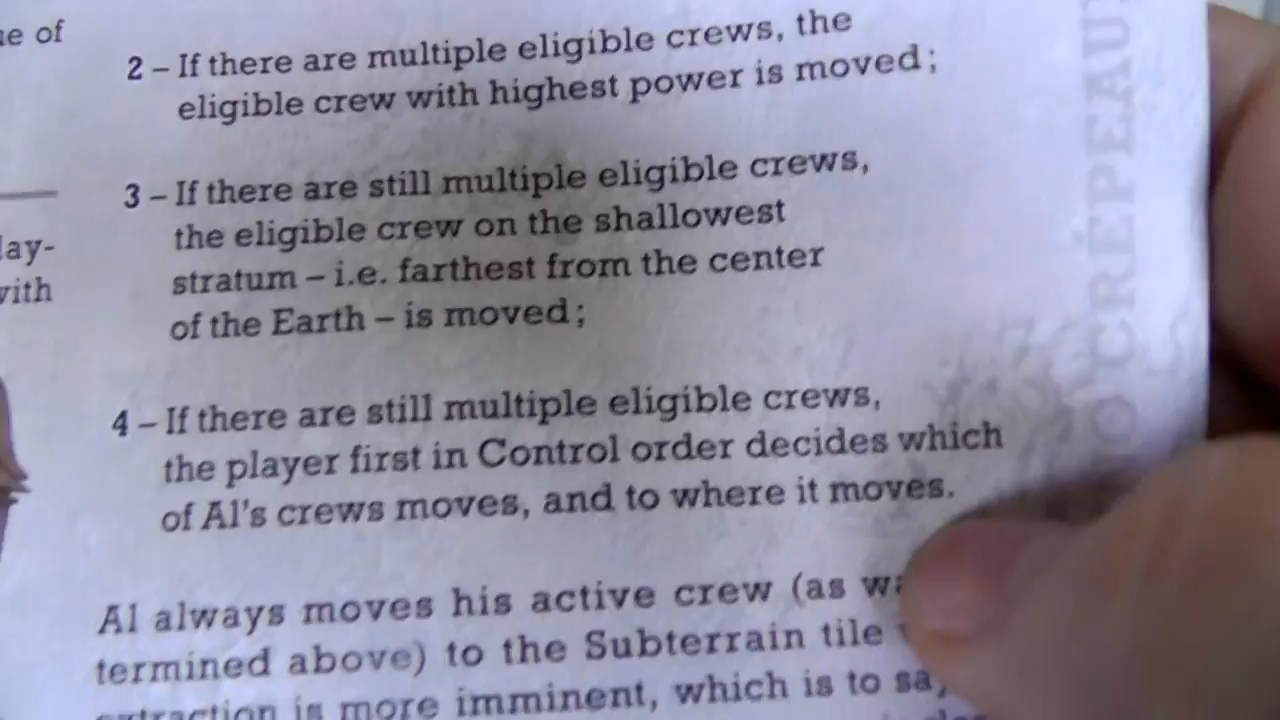 e of
lay-
with
2 – If there are multiple eligible crews, the
eligible crew with highest power is moved;
3 – If there are still multiple eligible crews,
the eligible crew on the shallowest
stratum – i.e. farthest from the center
of the Earth – is moved;
4 – If there are still multiple eligible crews,
the player first in Control order decides which
of Al's crews moves, and to where it moves.
Al always moves his active crew (as
termined above) to the Subterrain tile
extraction is more imminent, which is to say
CRÉPEAU